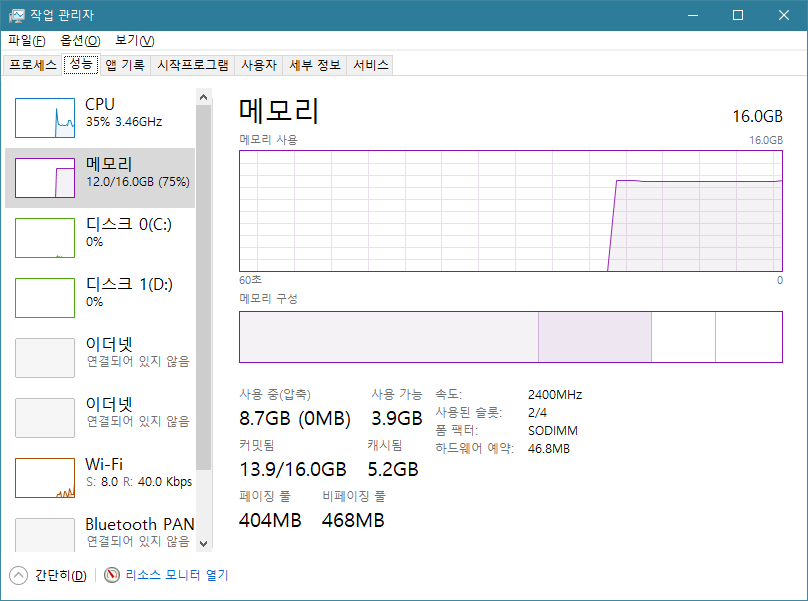 작업 관리자
파일(F) 옵션(O) 보기(V)
프로세스 성능 앱 기록 시작프로그램 사용자 세부 정보 서비스
CPU
35% 3.46GHz
메모리
12.0/16.0GB (75%)
디스크 0(C:)
0%
디스크 1(D:)
0%
이더넷
연결되어 있지 않음
이더넷
연결되어 있지 않음
Wi-Fi
S: 8.0 R: 40.0 Kbps
Bluetooth PAN
연결되어 있지 않음
메모리 16.0GB
메모리 사용 16.0GB
60초 0
메모리 구성
사용 중(압축) 사용 가능
8.7GB (0MB) 3.9GB
커밋됨 캐시됨
13.9/16.0GB 5.2GB
페이징 풀 비페이징 풀
404MB 468MB
속도: 2400MHz
사용된 슬롯: 2/4
폼 팩터: SODIMM
하드웨어 예약: 46.8MB
간단히(D) 리소스 모니터 열기